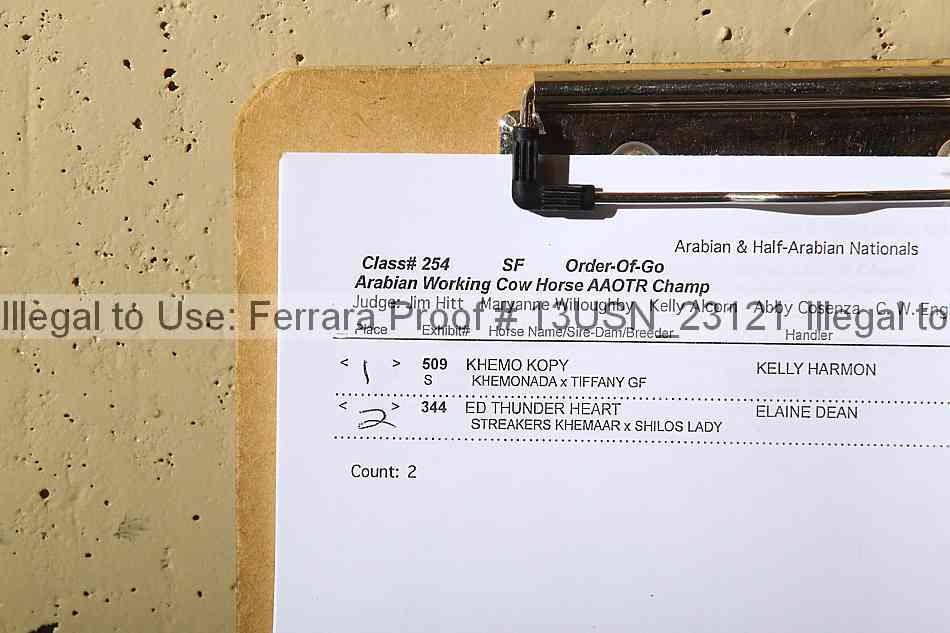 Arabian & Half-Arabian Nationals
Class# 254 SF Order-Of-Go
Arabian Working Cow Horse AAOTR Champ
Judge: Jim Hitt Maryanne Willoughby Kelly Alcorn Abby Cosenza C. W. Eng
Illegal to Use: Ferrara Proof # 13USN_23121 Illegal to
Place Exhibit# Horse Name/Sire-Dam/Breeder Handler
< 1 > 509 KHEMO KOPY KELLY HARMON
S KHEMONADA x TIFFANY GF
< 2 > 344 ED THUNDER HEART ELAINE DEAN
STREAKERS KHEMAAR x SHILOS LADY
Count: 2